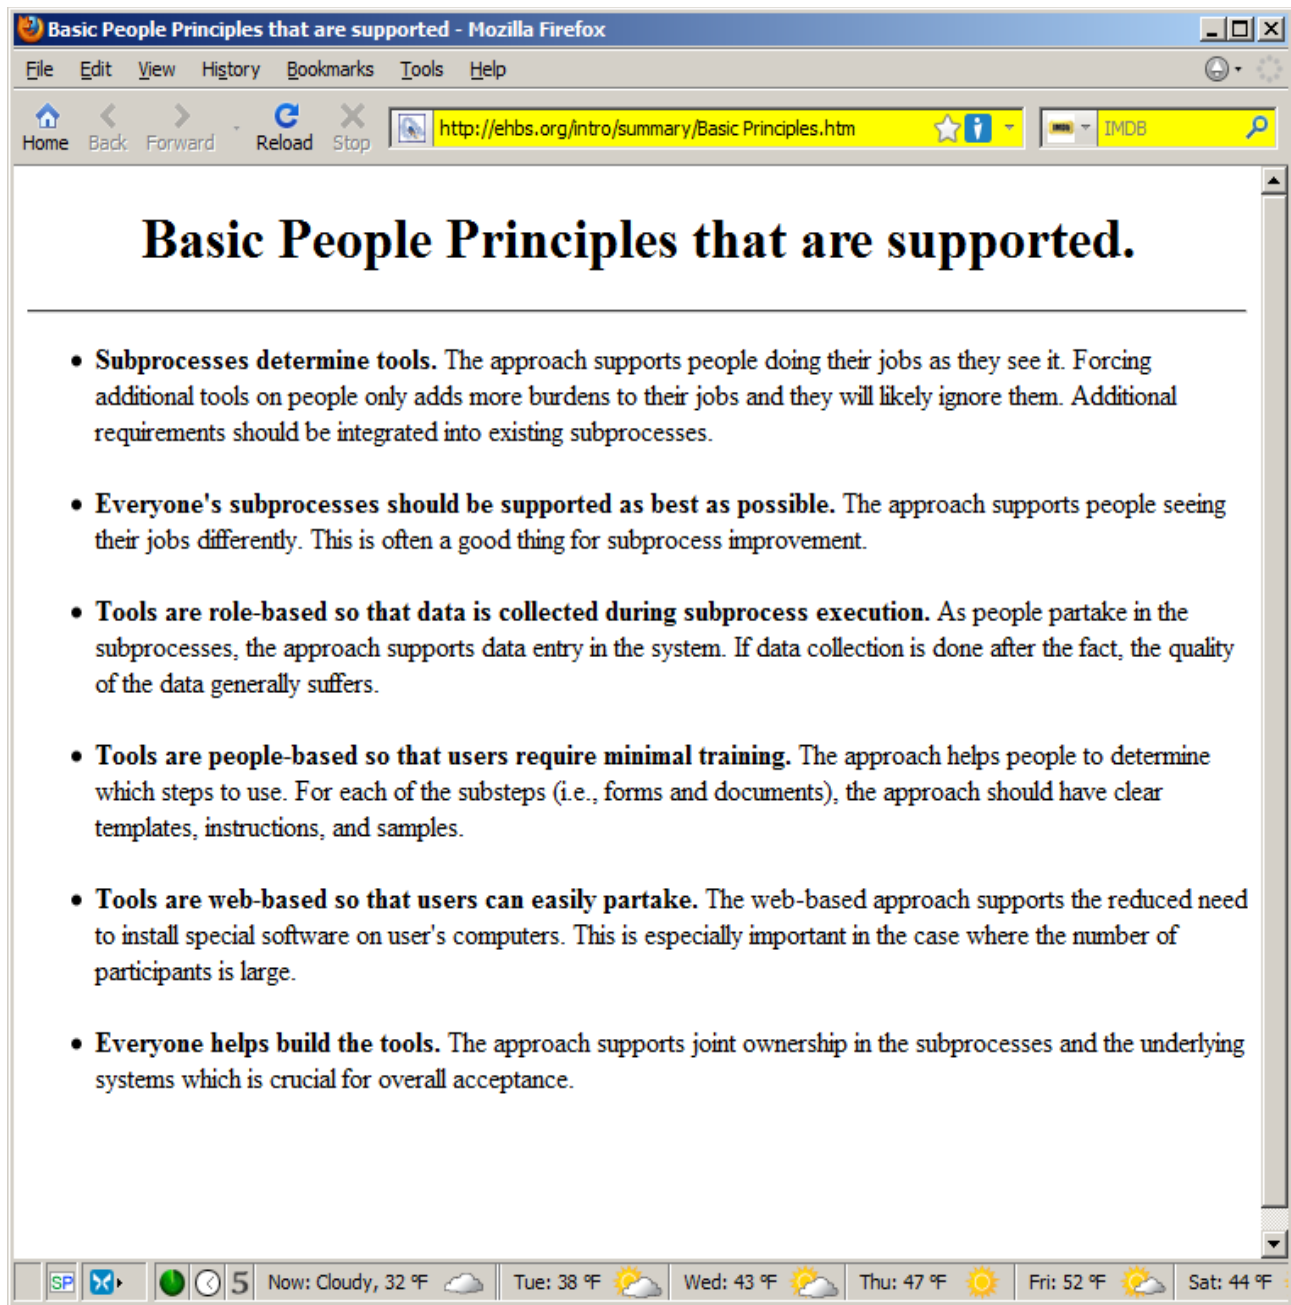 Basic People Principles that are supported - Mozilla Firefox
File Edit View History Bookmarks Tools Help
Home Back Forward Reload Stop http://ehbs.org/intro/summary/Basic Principles.htm IMDB
Basic People Principles that are supported.
• Subprocesses determine tools. The approach supports people doing their jobs as they see it. Forcing
additional tools on people only adds more burdens to their jobs and they will likely ignore them. Additional
requirements should be integrated into existing subprocesses.
• Everyone's subprocesses should be supported as best as possible. The approach supports people seeing
their jobs differently. This is often a good thing for subprocess improvement.
• Tools are role-based so that data is collected during subprocess execution. As people partake in the
subprocesses, the approach supports data entry in the system. If data collection is done after the fact, the quality
of the data generally suffers.
• Tools are people-based so that users require minimal training. The approach helps people to determine
which steps to use. For each of the substeps (i.e., forms and documents), the approach should have clear
templates, instructions, and samples.
• Tools are web-based so that users can easily partake. The web-based approach supports the reduced need
to install special software on user's computers. This is especially important in the case where the number of
participants is large.
• Everyone helps build the tools. The approach supports joint ownership in the subprocesses and the underlying
systems which is crucial for overall acceptance.
SP 5 Now: Cloudy, 32 °F Tue: 38 °F Wed: 43 °F Thu: 47 °F Fri: 52 °F Sat: 44 °F